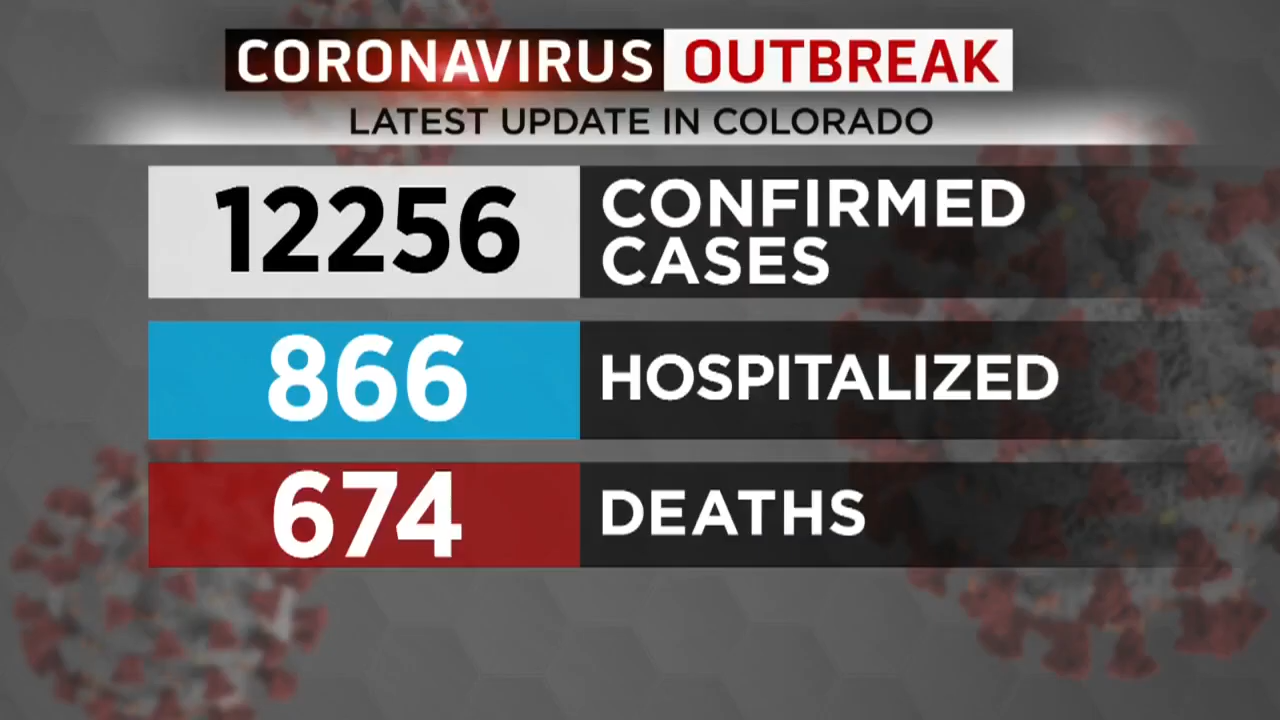 CORONAVIRUS OUTBREAK
LATEST UPDATE IN COLORADO
12256 CONFIRMED
CASES
866 HOSPITALIZED
674 DEATHS